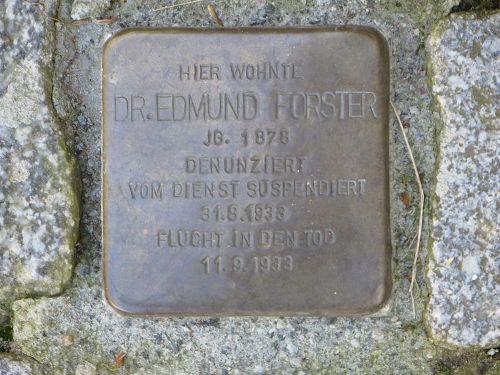 HIER WOHNTE
DR. EDMUND FORSTER
JG. 1878
DENUNZIERT
VOM DIENST SUSPENDIERT
31.8.1933
FLUCHT IN DEN TOD
11.9.1933